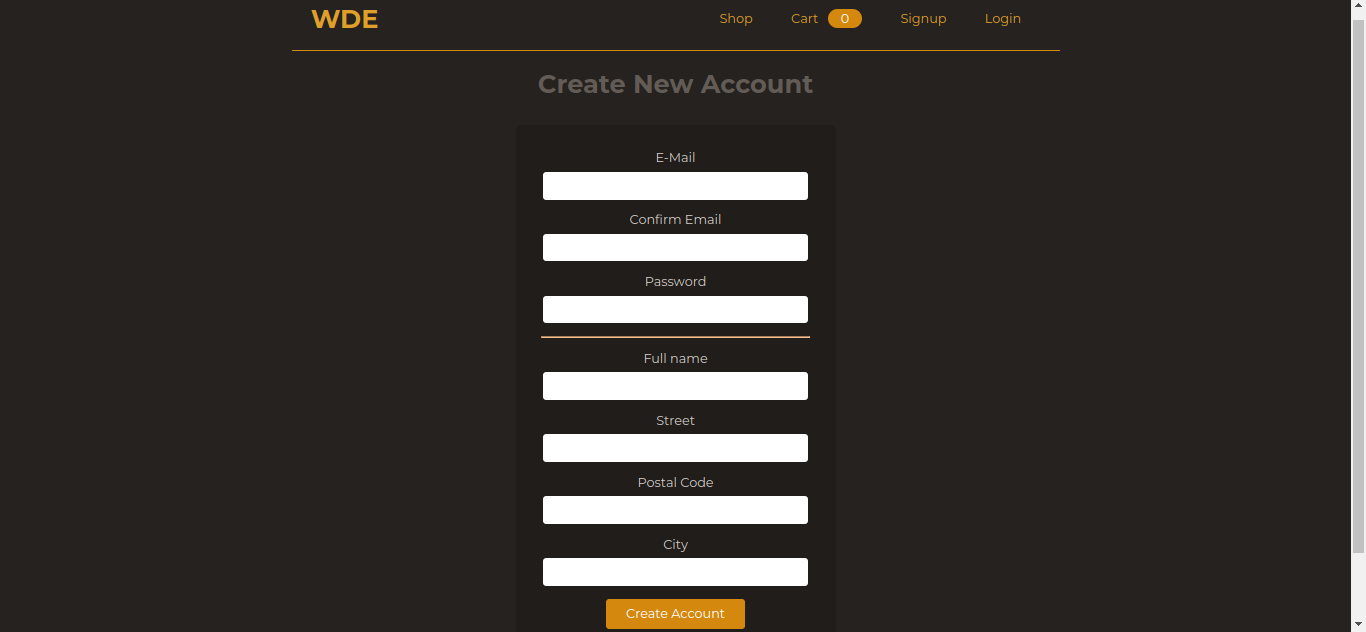 WDE Shop Cart 0 Signup Login
Create New Account
E-Mail
Confirm Email
Password
Full name
Street
Postal Code
City
Create Account